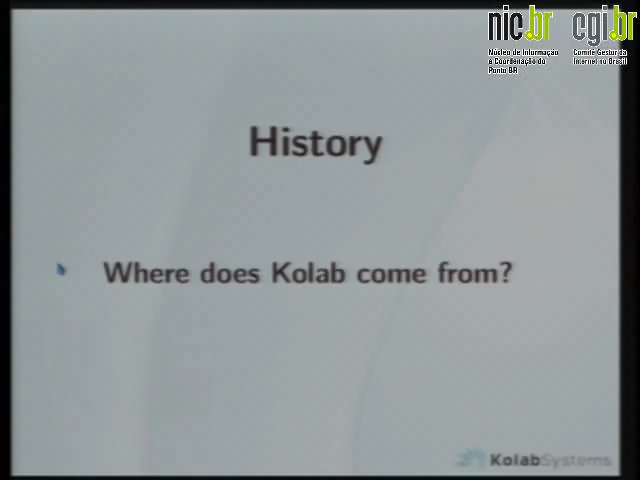 nic.br cgi.br
Núcleo de Informação
e Coordenação do
Ponto BR
Comitê Gestor da
Internet no Brasil
History
Where does Kolab come from?
KolabSystems